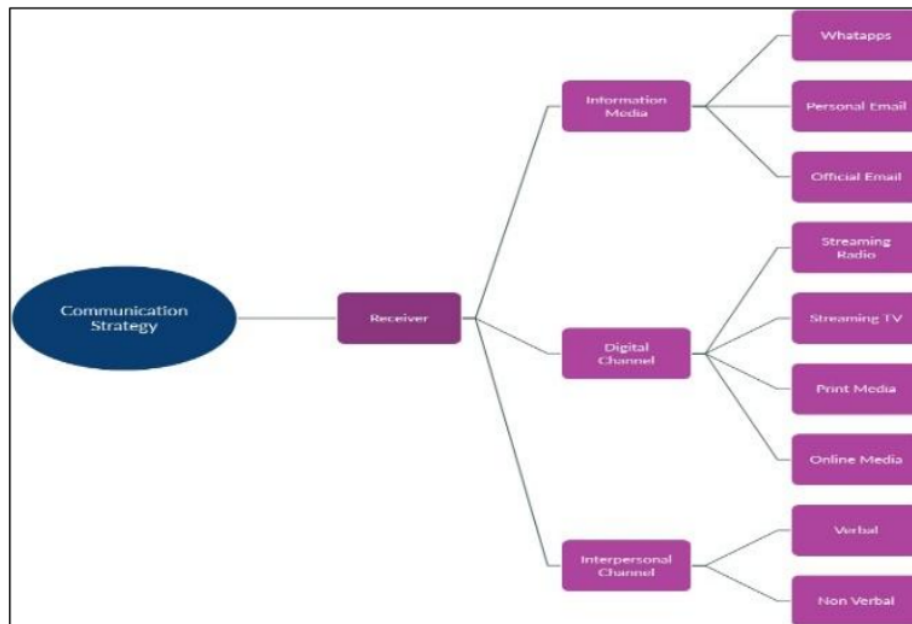 Communication
Strategy
Receiver
Information
Media
Whatapps
Personal Email
Official Email
Digital
Channel
Streaming
Radio
Streaming TV
Print Media
Online Media
Interpersonal
Channel
Verbal
Non Verbal